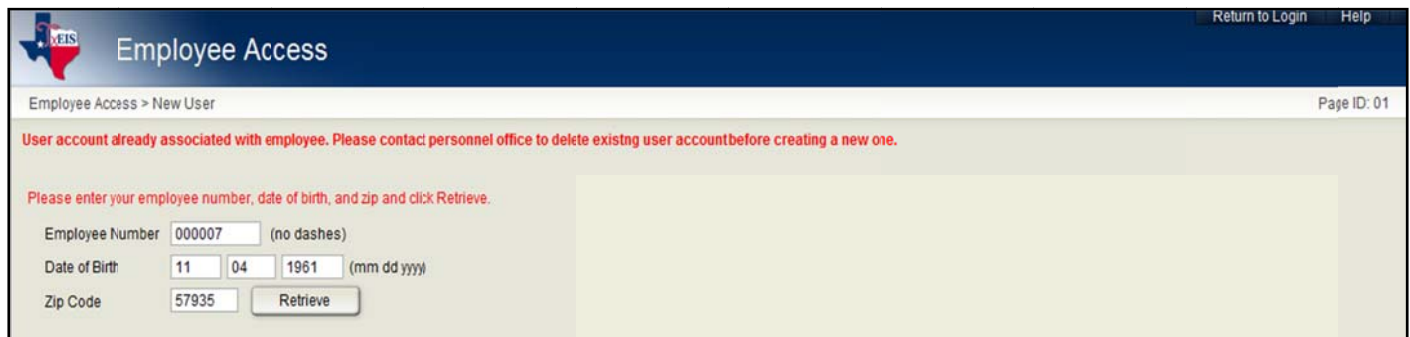 Return to Login Help
TxEIS
Employee Access
Employee Access > New User Page ID: 01
User account already associated with employee. Please contact personnel office to delete existng user account before creating a new one.
Please enter your employee number, date of birth, and zip and click Retrieve.
Employee Number 000007 (no dashes)
Date of Birth 11 04 1961 (mm dd yyyy)
Zip Code 57935 Retrieve